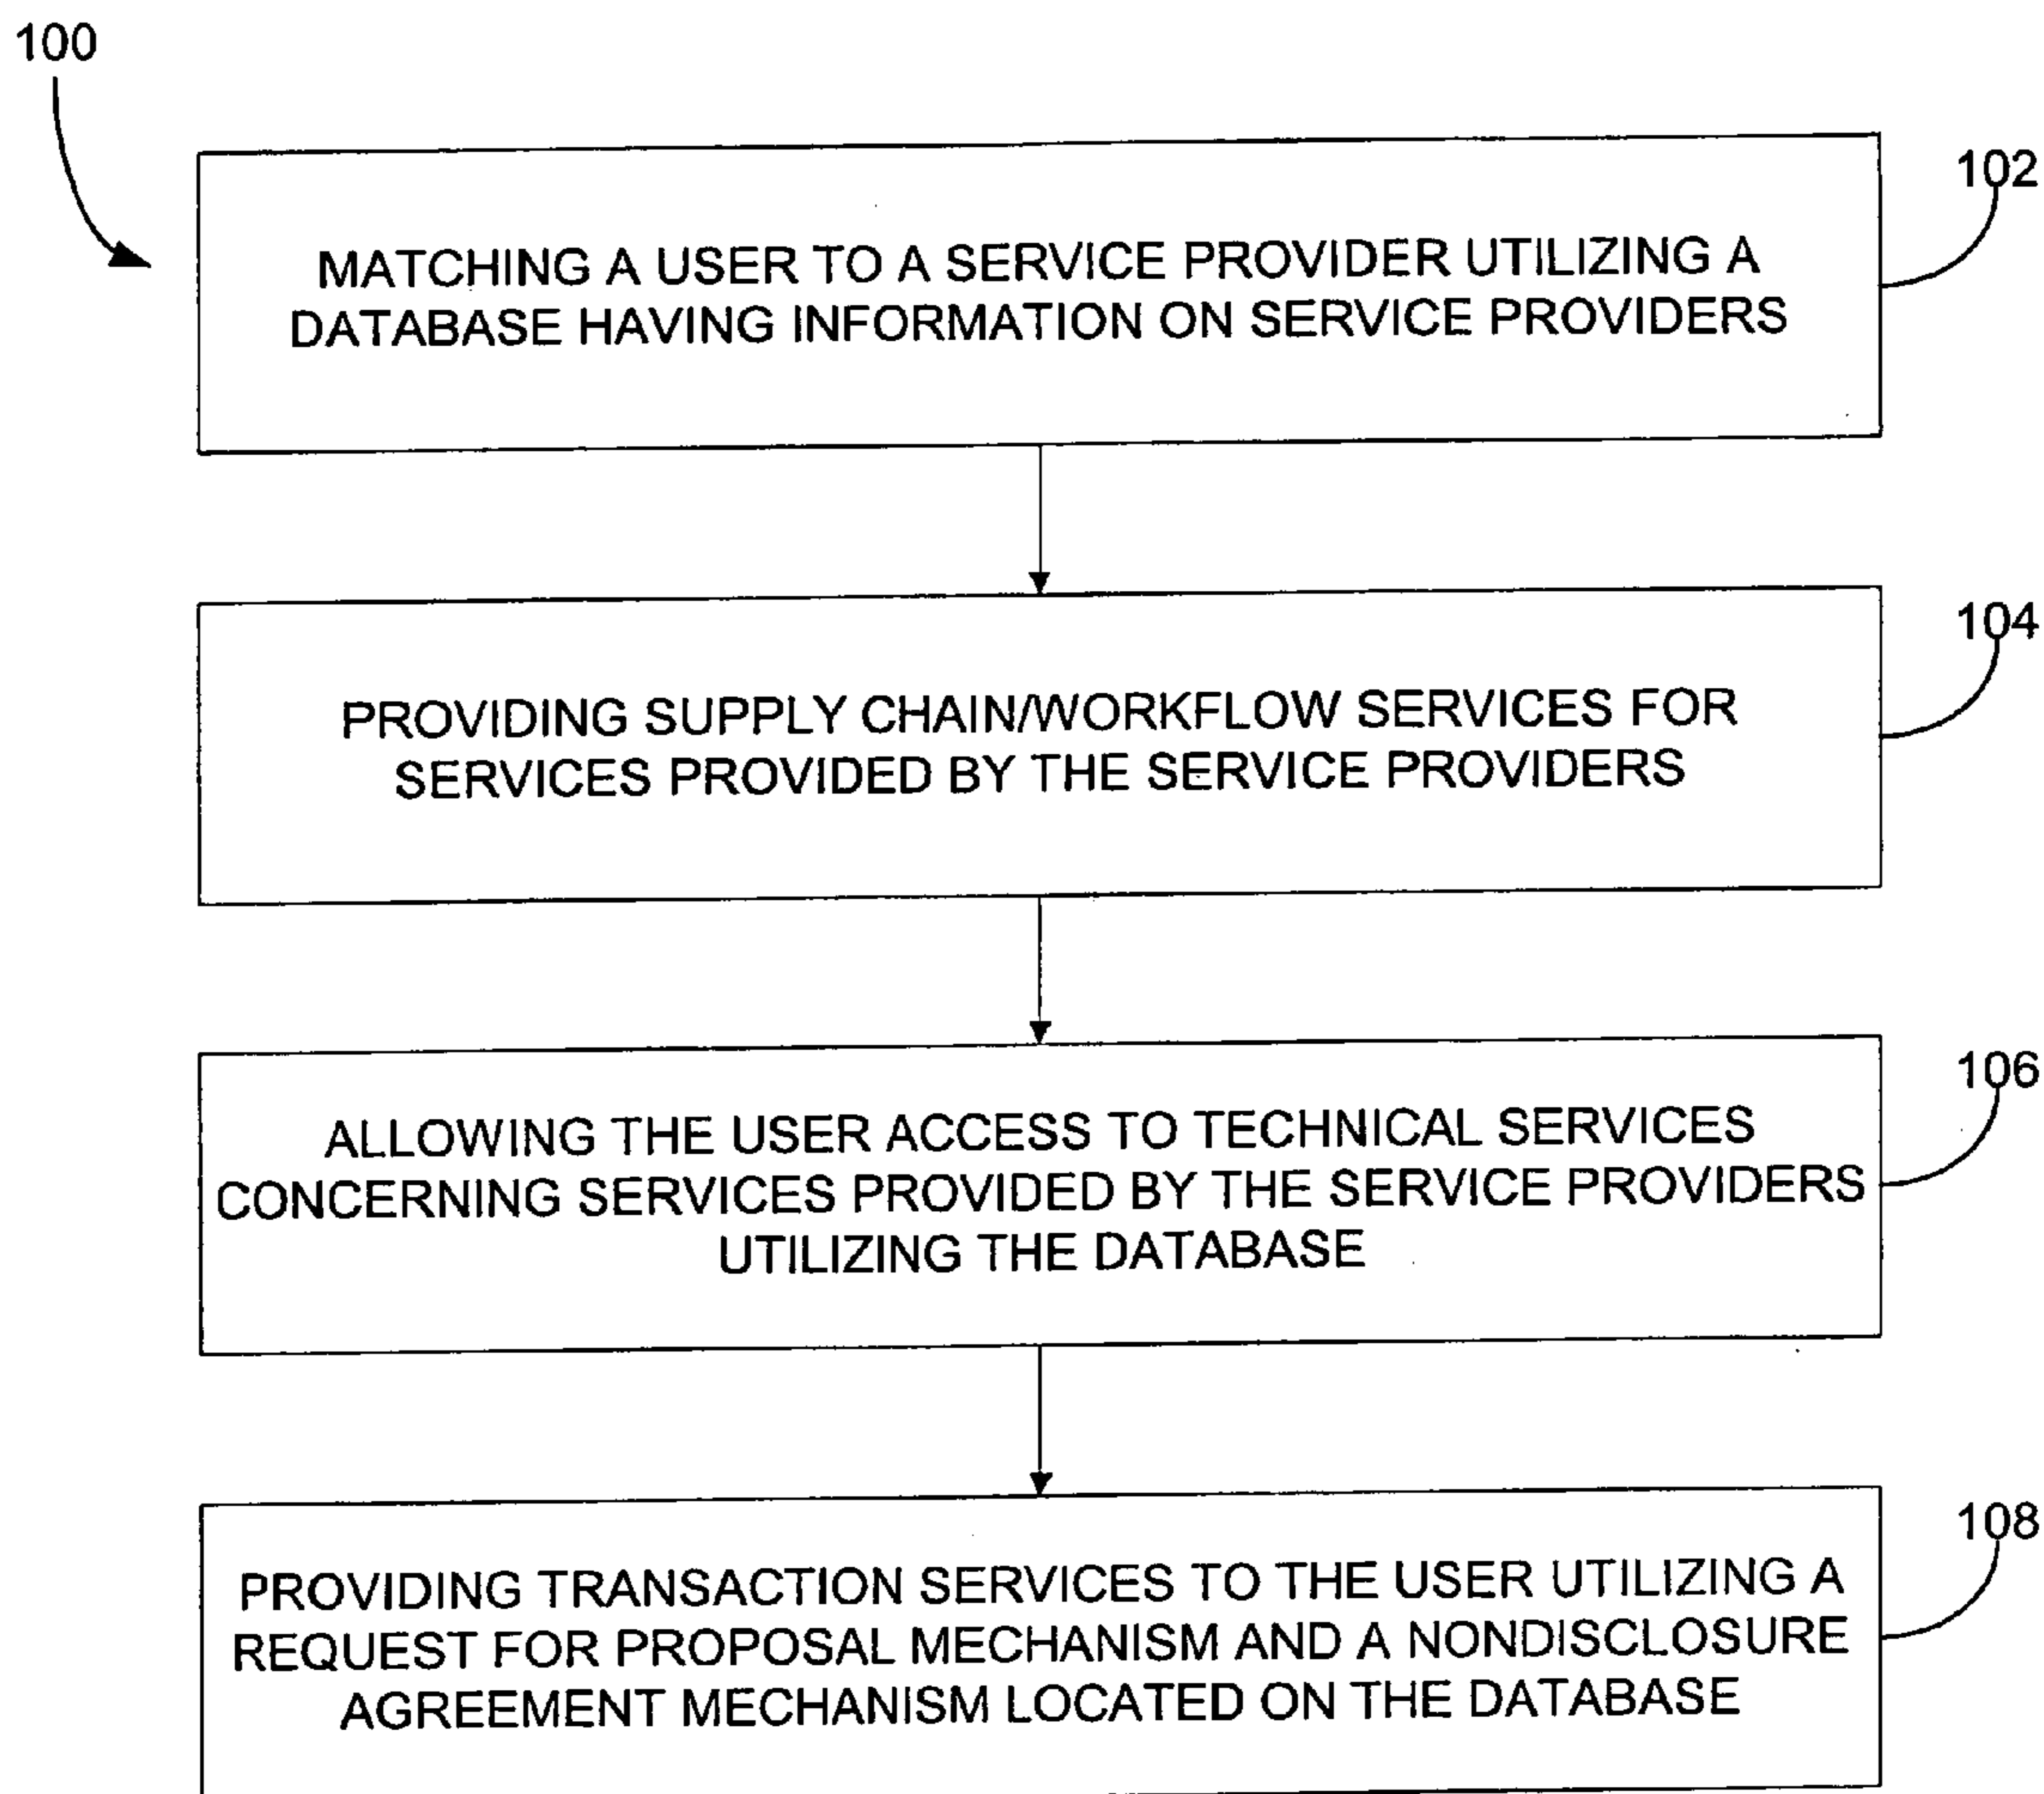 100
102
MATCHING A USER TO A SERVICE PROVIDER UTILIZING A
DATABASE HAVING INFORMATION ON SERVICE PROVIDERS
104
PROVIDING SUPPLY CHAIN/WORKFLOW SERVICES FOR
SERVICES PROVIDED BY THE SERVICE PROVIDERS
106
ALLOWING THE USER ACCESS TO TECHNICAL SERVICES
CONCERNING SERVICES PROVIDED BY THE SERVICE PROVIDERS
UTILIZING THE DATABASE
108
PROVIDING TRANSACTION SERVICES TO THE USER UTILIZING A
REQUEST FOR PROPOSAL MECHANISM AND A NONDISCLOSURE
AGREEMENT MECHANISM LOCATED ON THE DATABASE